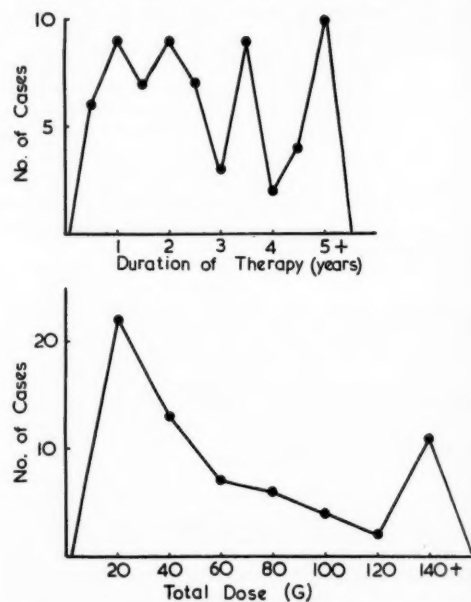 10
5
No. of Cases
1 2 3 4 5+
Duration of Therapy (years)
20
10
No. of Cases
20 40 60 80 100 120 140+
Total Dose (G)